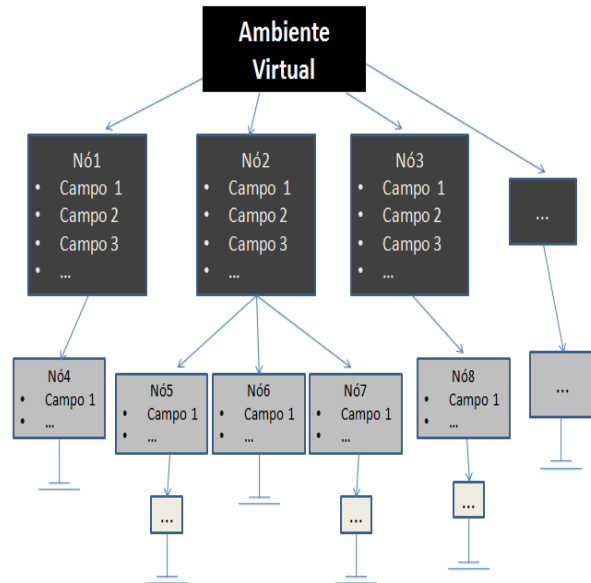 Ambiente
Virtual
Nó1
• Campo 1
• Campo 2
• Campo 3
• ...
Nó2
• Campo 1
• Campo 2
• Campo 3
• ...
Nó3
• Campo 1
• Campo 2
• Campo 3
• ...
...
Nó4
• Campo 1
• ...
Nó5
• Campo 1
• ...
Nó6
• Campo 1
• ...
Nó7
• Campo 1
• ...
Nó8
• Campo 1
• ...
...
...
...
...